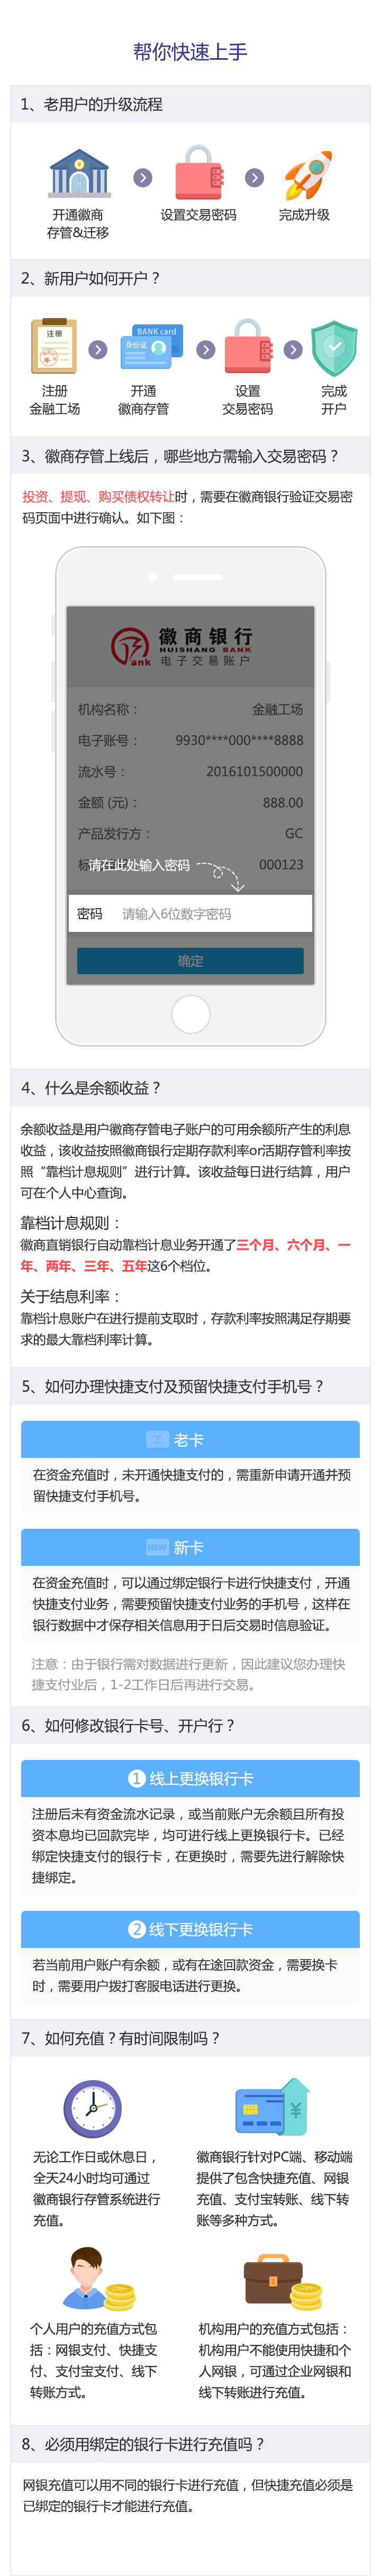 帮你快速上手
1、老用户的升级流程
开通徽商
存管&迁移
设置交易密码
完成升级
2、新用户如何开户？
注册
BANK card
身份证
注册
金融工场
开通
徽商存管
设置
交易密码
完成
开户
3、徽商存管上线后，哪些地方需输入交易密码？
投资、提现、购买债权转让时，需要在徽商银行验证交易密
码页面中进行确认。如下图：
徽商银行
HUISHANG BANK
电子交易账户
机构名称： 金融工场
电子账号： 9930****000****8888
流水号： 2016101500000
金额 (元)： 888.00
产品发行方： GC
标 000123
请在此处输入密码
密码 请输入6位数字密码
确定
4、什么是余额收益？
余额收益是用户徽商存管电子账户的可用余额所产生的利息
收益，该收益按照徽商银行定期存款利率or活期存管利率按
照“靠档计息规则”进行计算。该收益每日进行结算，用户
可在个人中心查询。
靠档计息规则：
徽商直销银行自动靠档计息业务开通了三个月、六个月、一
年、两年、三年、五年这6个档位。
关于结息利率：
靠档计息账户在进行提前支取时，存款利率按照满足存期要
求的最大靠档利率计算。
5、如何办理快捷支付及预留快捷支付手机号？
老卡
在资金充值时，未开通快捷支付的，需重新申请开通并预
留快捷支付手机号。
NEW 新卡
在资金充值时，可以通过绑定银行卡进行快捷支付，开通
快捷支付业务，需要预留快捷支付业务的手机号，这样在
银行数据中才保存相关信息用于日后交易时信息验证。
注意：由于银行需对数据进行更新，因此建议您办理快
捷支付业后，1-2工作日后再进行交易。
6、如何修改银行卡号、开户行？
1 线上更换银行卡
注册后未有资金流水记录，或当前账户无余额且所有投
资本息均已回款完毕，均可进行线上更换银行卡。已经
绑定快捷支付的银行卡，在更换时，需要先进行解除快
捷绑定。
2 线下更换银行卡
若当前用户账户有余额，或有在途回款资金，需要换卡
时，需要用户拨打客服电话进行更换。
7、如何充值？有时间限制吗？
无论工作日或休息日，
全天24小时均可通过
徽商银行存管系统进行
充值。
徽商银行针对PC端、移动端
提供了包含快捷充值、网银
充值、支付宝转账、线下转
账等多种方式。
个人用户的充值方式包
括：网银支付、快捷支
付、支付宝支付、线下
转账方式。
机构用户的充值方式包括：
机构用户不能使用快捷和个
人网银，可通过企业网银和
线下转账进行充值。
8、必须用绑定的银行卡进行充值吗？
网银充值可以用不同的银行卡进行充值，但快捷充值必须是
已绑定的银行卡才能进行充值。